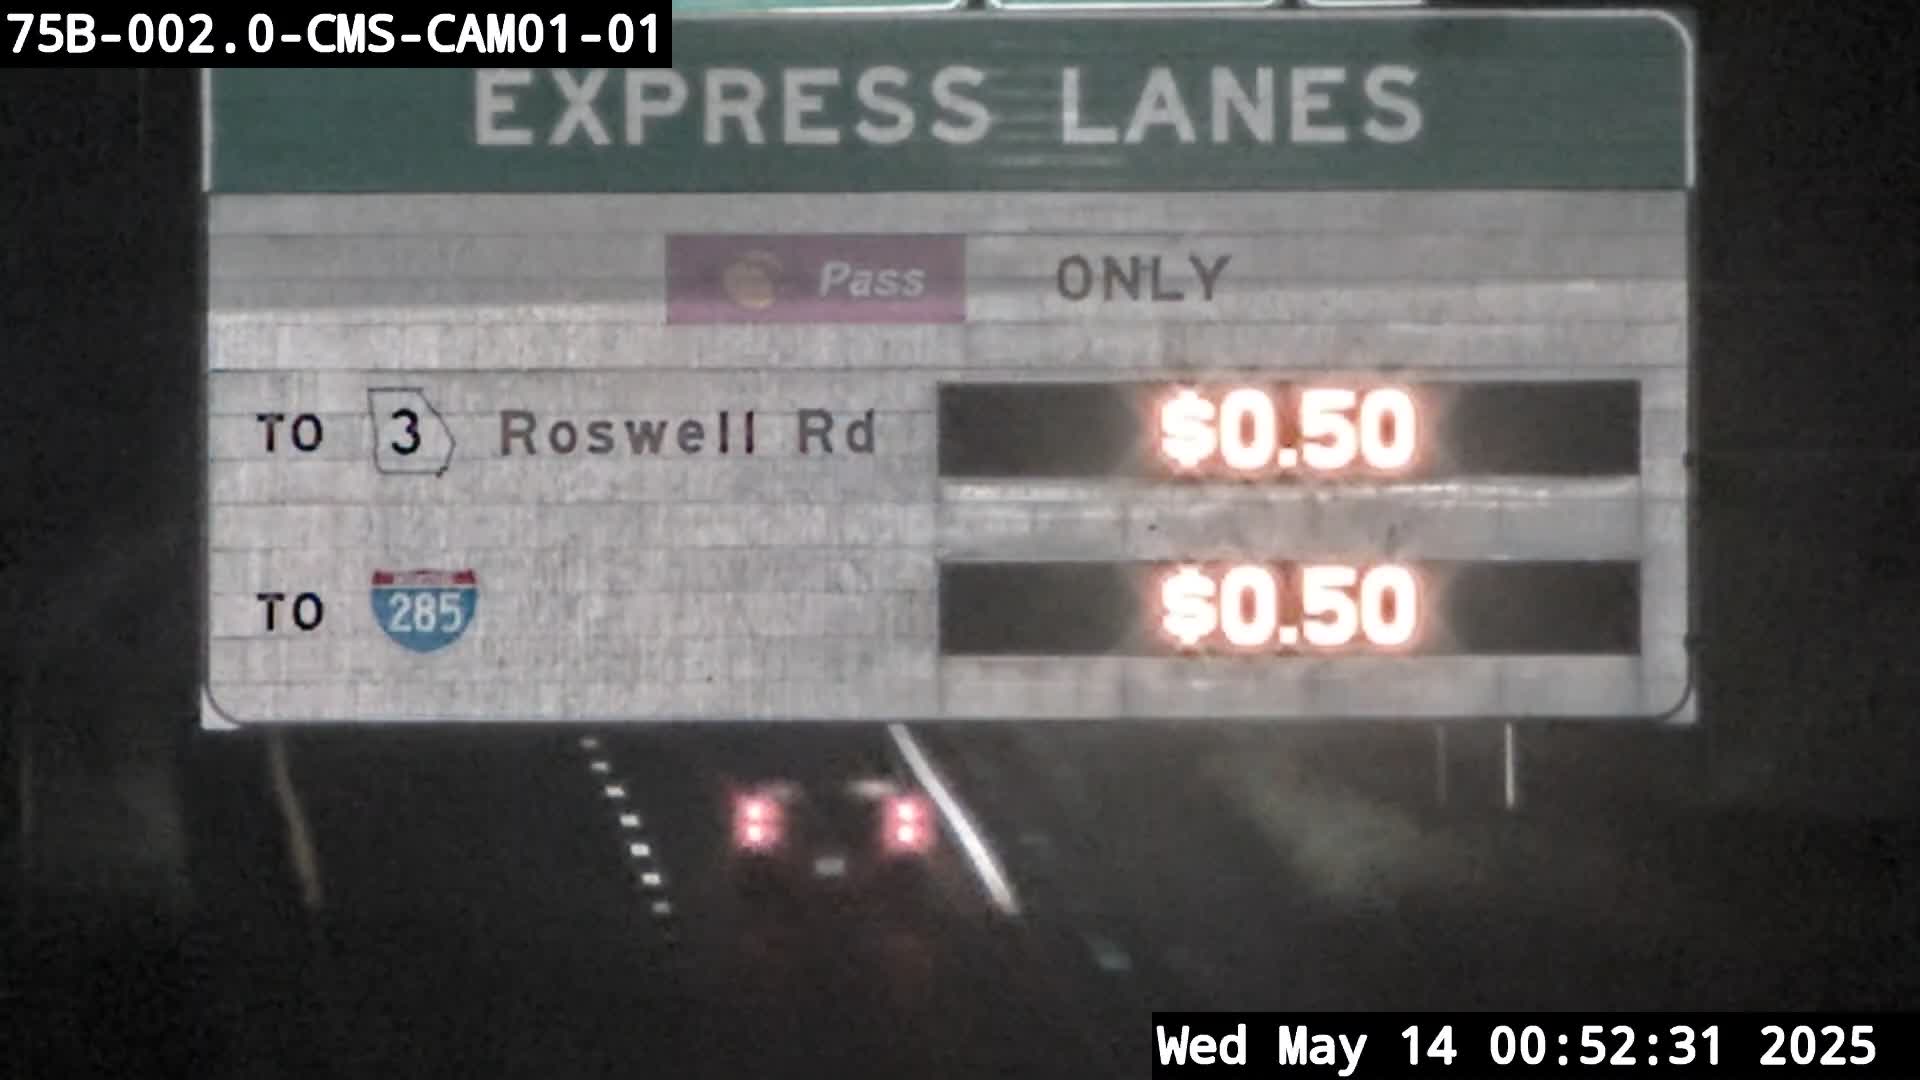 75B-002.0-CMS-CAM01-01
EXPRESS LANES
Pass ONLY
TO 3 Roswell Rd $0.50
TO 285 $0.50
Wed May 14 00:52:31 2025